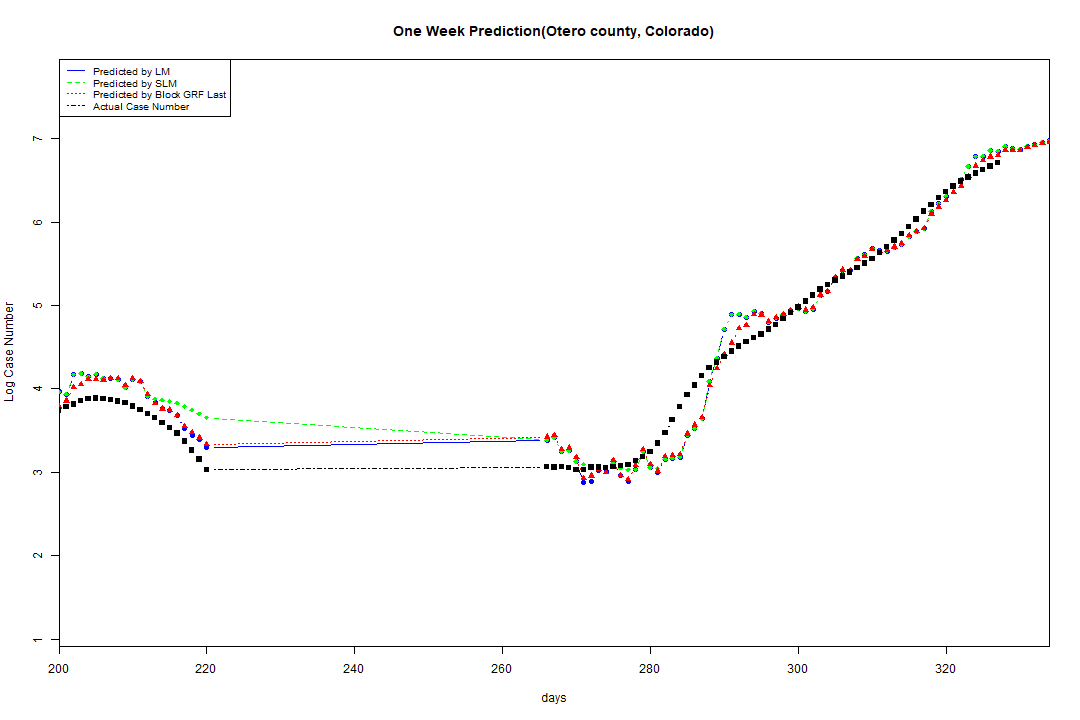 One Week Prediction(Otero county, Colorado)
Predicted by LM
Predicted by SLM
Predicted by Block GRF Last
Actual Case Number
7
6
5
4
3
2
1
Log Case Number
200 220 240 260 280 300 320
days